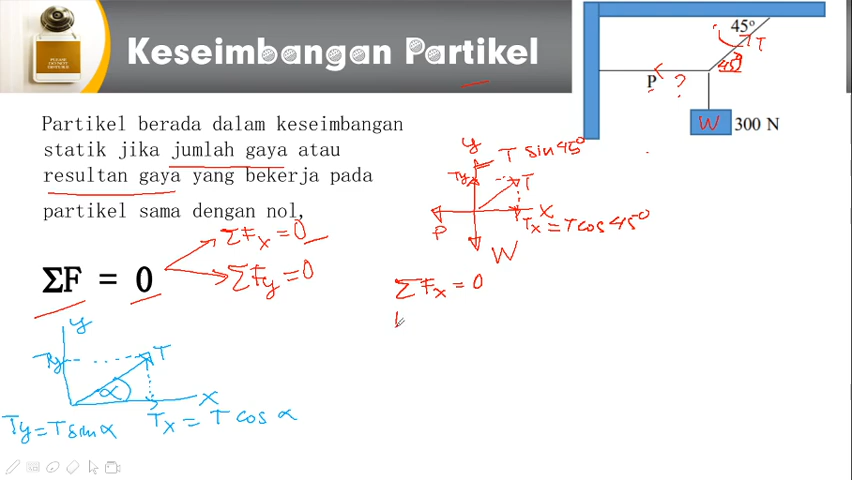 Keseimbangan Partikel
Partikel berada dalam keseimbangan
statik jika jumlah gaya atau
resultan gaya yang bekerja pada
partikel sama dengan nol,
ΣF = 0
ΣFx = 0
ΣFy = 0
45°
T
45°
P
?
W
300 N
y
T sin 45°
Ty
T
X
P
Tx = T cos 45°
W
ΣFx = 0
y
Ty
T
α
X
Ty = T sin α
Tx = T cos α